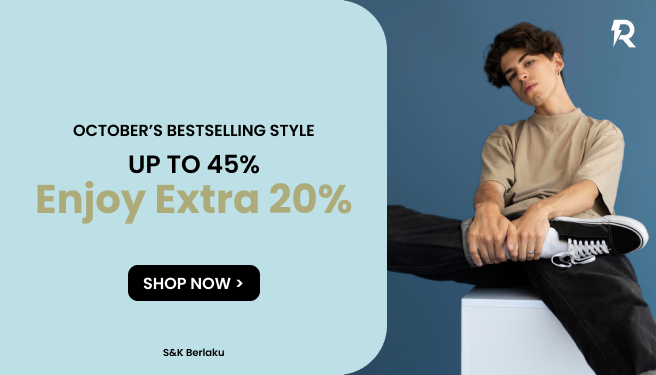 OCTOBER’S BESTSELLING STYLE
UP TO 45%
Enjoy Extra 20%
SHOP NOW >
S&K Berlaku